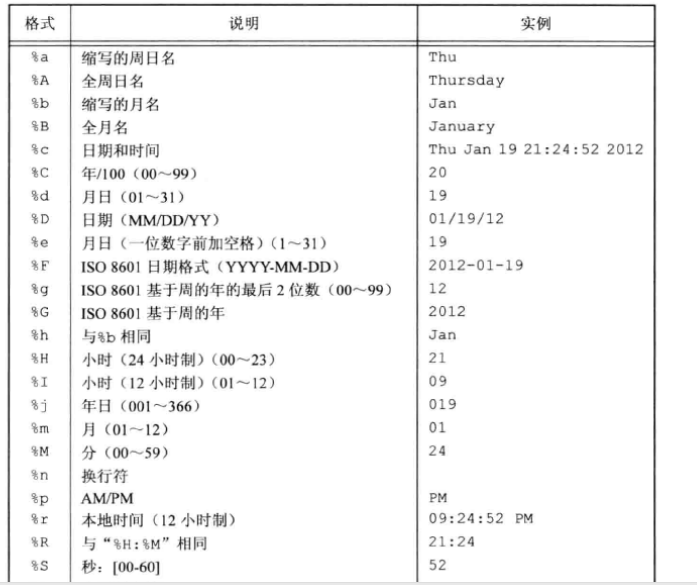 格式 说明 实例
%a 缩写的周日名 Thu
%A 全周日名 Thursday
%b 缩写的月名 Jan
%B 全月名 January
%c 日期和时间 Thu Jan 19 21:24:52 2012
%C 年/100（00～99） 20
%d 月日（01～31） 19
%D 日期（MM/DD/YY） 01/19/12
%e 月日（一位数字前加空格）（1～31） 19
%F ISO 8601 日期格式（YYYY-MM-DD） 2012-01-19
%g ISO 8601 基于周的年的最后 2 位数（00～99） 12
%G ISO 8601 基于周的年 2012
%h 与%b 相同 Jan
%H 小时（24 小时制）（00～23） 21
%I 小时（12 小时制）（01～12） 09
%j 年日（001～366） 019
%m 月（01～12） 01
%M 分（00～59） 24
%n 换行符
%p AM/PM PM
%r 本地时间（12 小时制） 09:24:52 PM
%R 与“%H:%M”相同 21:24
%S 秒：[00-60] 52